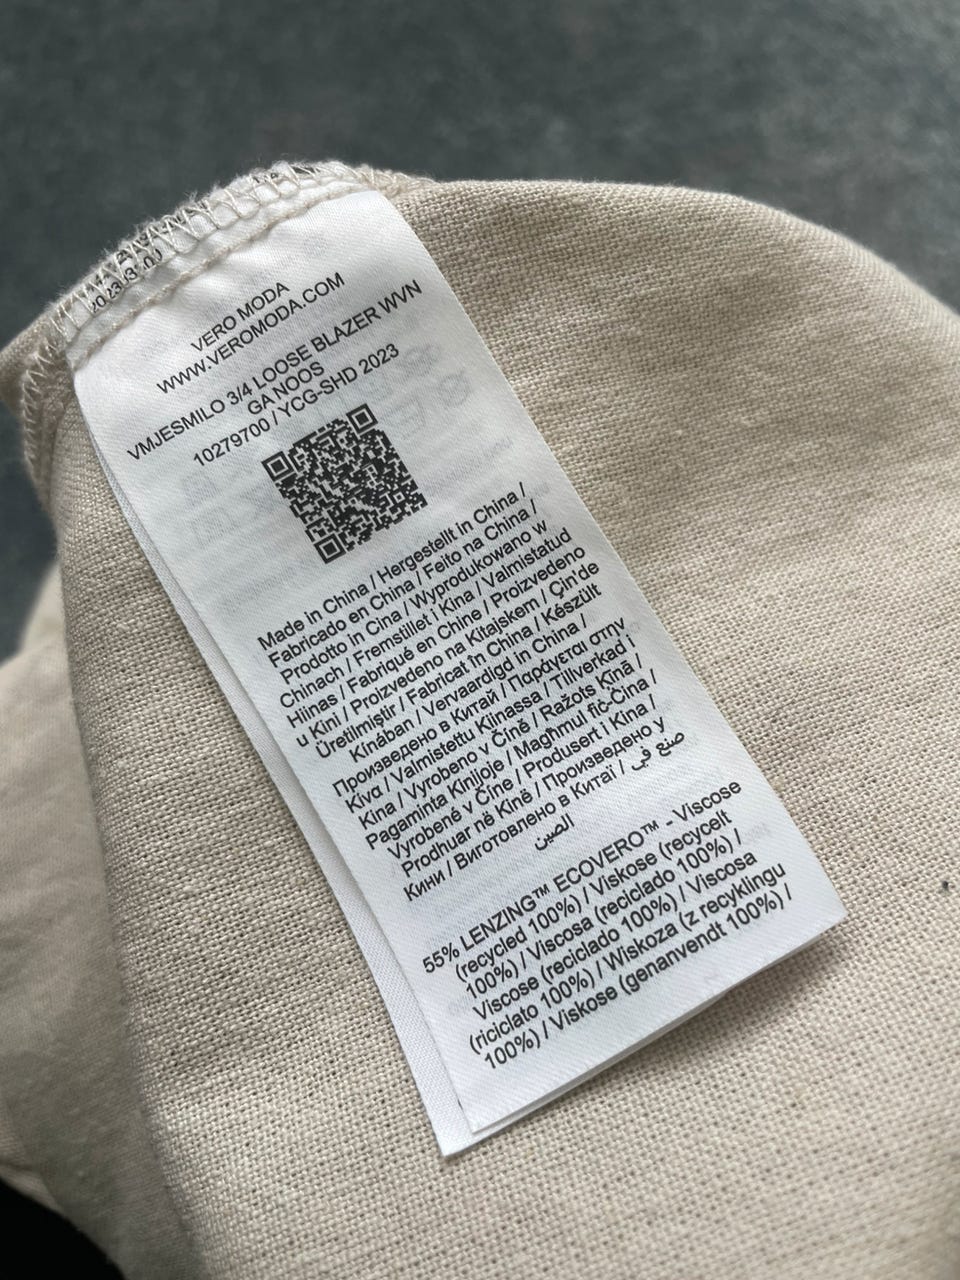 2023
VERO MODA
WWW.VEROMODA.COM
VMJESMILO 3/4 LOOSE BLAZER WVN
GA NOOS
10279700 / YCG-SHD 2023
Made in China / Hergestellt in China /
Fabricado en China / Feito na China /
Prodotto in Cina / Wyprodukowano w
Chinach / Fremstillet i Kina / Valmistatud
Hiinas / Fabriqué en Chine / Proizvedeno
u Kini / Proizvedeno na Kitajskem / Çin'de
Üretilmiştir / Fabricat în China / Készült
Kínában / Vervaardigd in China /
Произведено в Китай / Παράγεται στην
Κίνα / Valmistettu Kiinassa / Tillverkad i
Kina / Vyrobeno v Číně / Ražots Ķīnā /
Pagaminta Kinijoje / Magħmul fiċ-Ċina /
Vyrobené v Číne / Produsert i Kina /
Prodhuar në Kinë / Произведено у
Кини / Виготовлено в Китаї / صنع في
الصين
55% LENZING™ ECOVERO™ - Viscose
(recycled 100%) / Viskose (recycelt
100%) / Viscosa (reciclado 100%) /
Viscose (reciclado 100%) / Viscosa
(riciclato 100%) / Wiskoza (z recyklingu
100%) / Viskose (genanvendt 100%) /